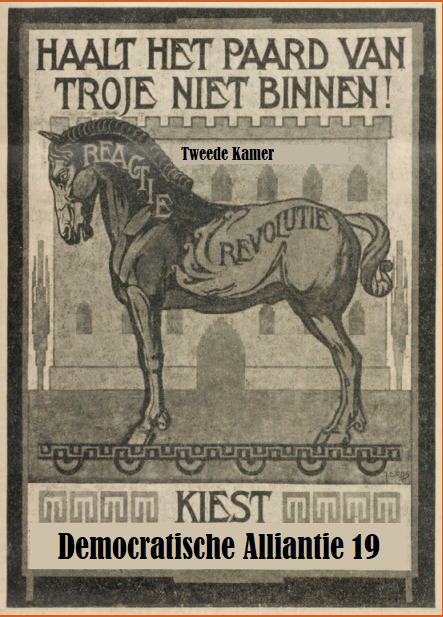 HAALT HET PAARD VAN
TROJE NIET BINNEN!
Tweede Kamer
REACTIE
REVOLUTIE
KIEST
Democratische Alliantie 19